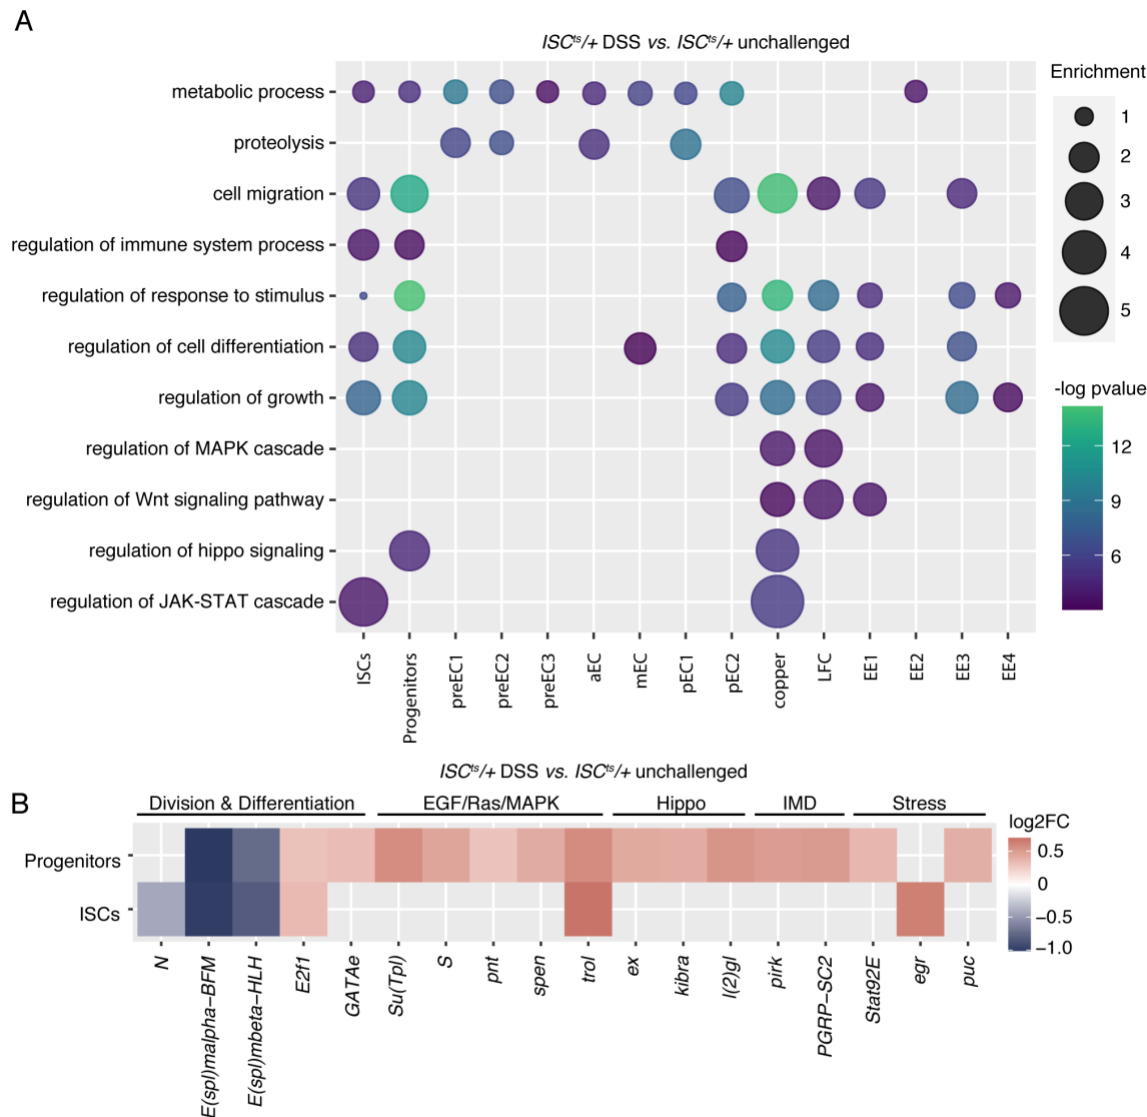 A
ISCts/+ DSS vs. ISCts/+ unchallenged
metabolic process
proteolysis
cell migration
regulation of immune system process
regulation of response to stimulus
regulation of cell differentiation
regulation of growth
regulation of MAPK cascade
regulation of Wnt signaling pathway
regulation of hippo signaling
regulation of JAK-STAT cascade
ISCs
Progenitors
preEC1
preEC2
preEC3
aEC
mEC
pEC1
pEC2
copper
LFC
EE1
EE2
EE3
EE4
Enrichment
1
2
3
4
5
-log pvalue
12
9
6
ISCts/+ DSS vs. ISCts/+ unchallenged
B
Division & Differentiation
EGF/Ras/MAPK
Hippo
IMD
Stress
Progenitors
ISCs
N
E(spl)malpha−BFM
E(spl)mbeta−HLH
E2f1
GATAe
Su(Tpl)
S
pnt
spen
trol
ex
kibra
l(2)gl
pirk
PGRP−SC2
Stat92E
egr
puc
log2FC
0.5
0
−0.5
−1.0